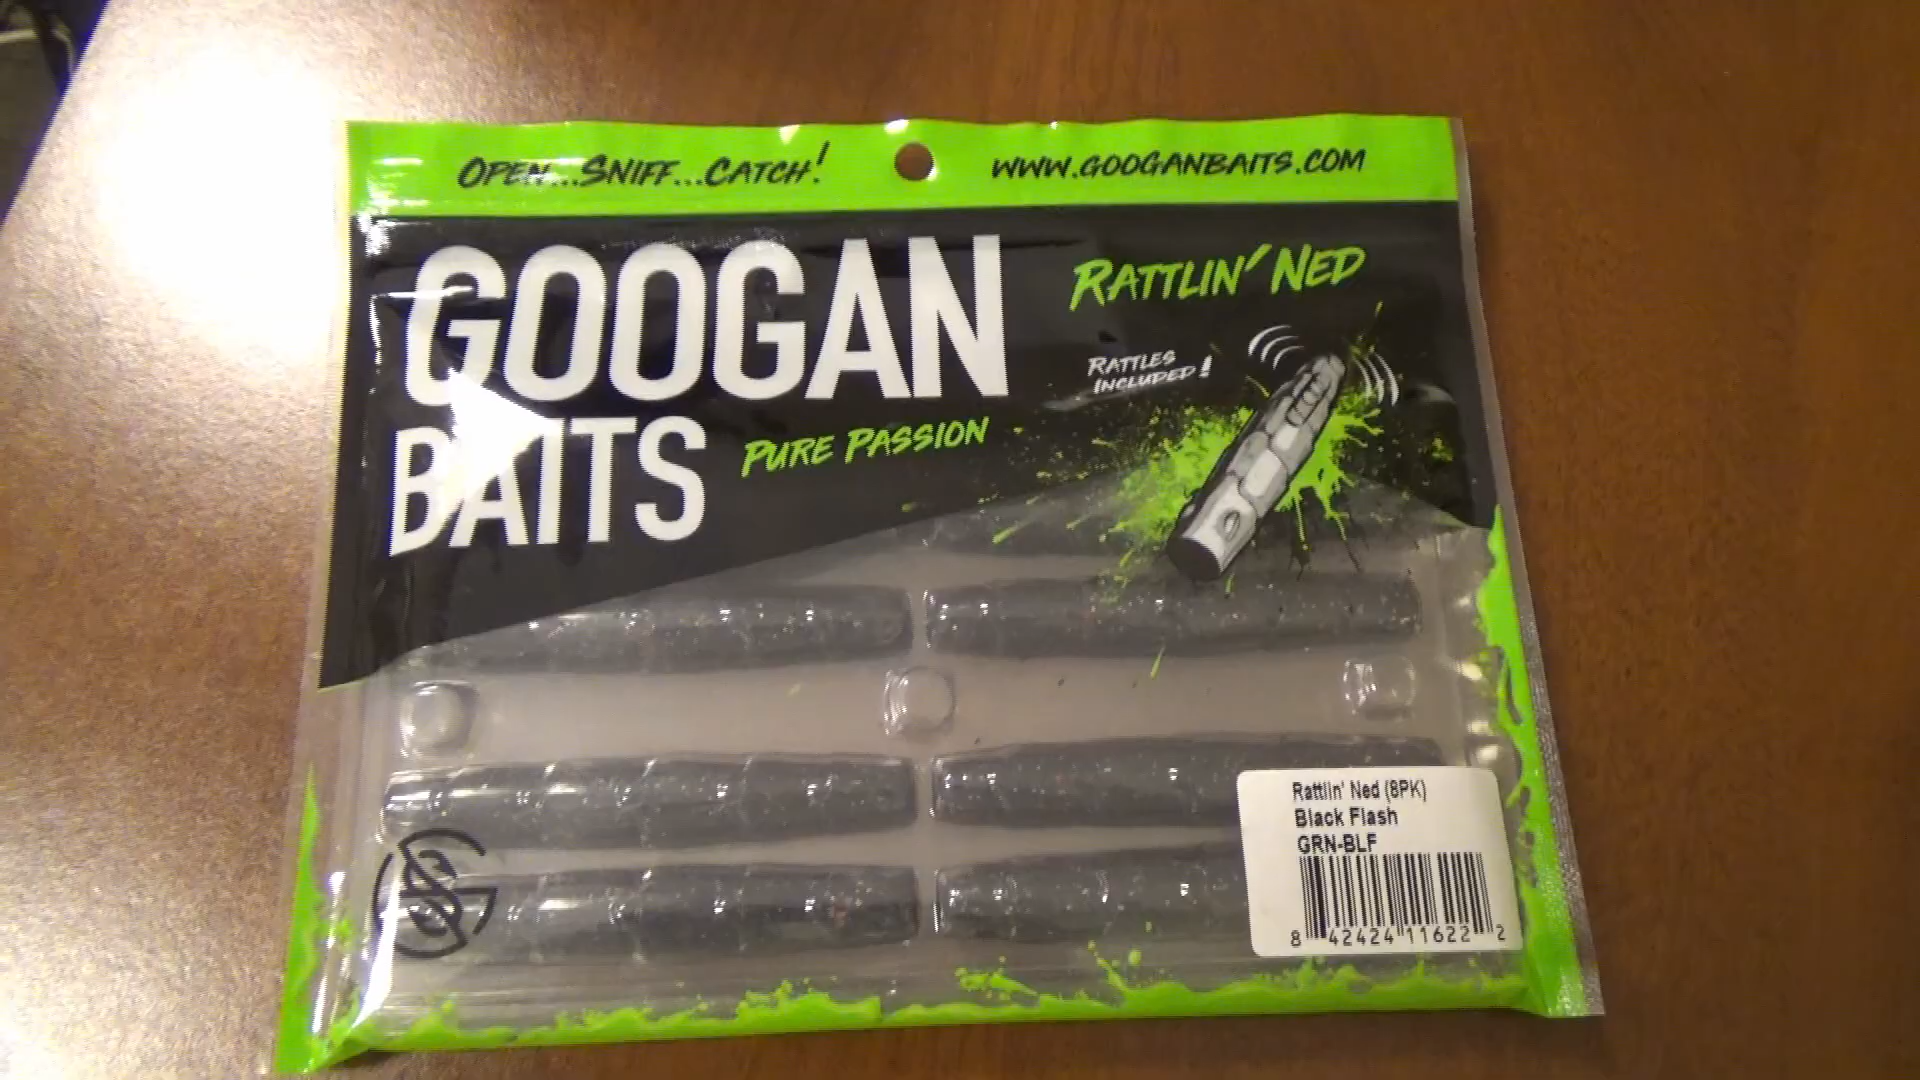 OPEN...SNIFF...CATCH!
WWW.GOOGANBAITS.COM
GOOGAN
BAITS
PURE PASSION
RATTLIN' NED
RATTLES
INCLUDED!
Rattlin' Ned (8PK)
Black Flash
GRN-BLF
8 42424 11622 2